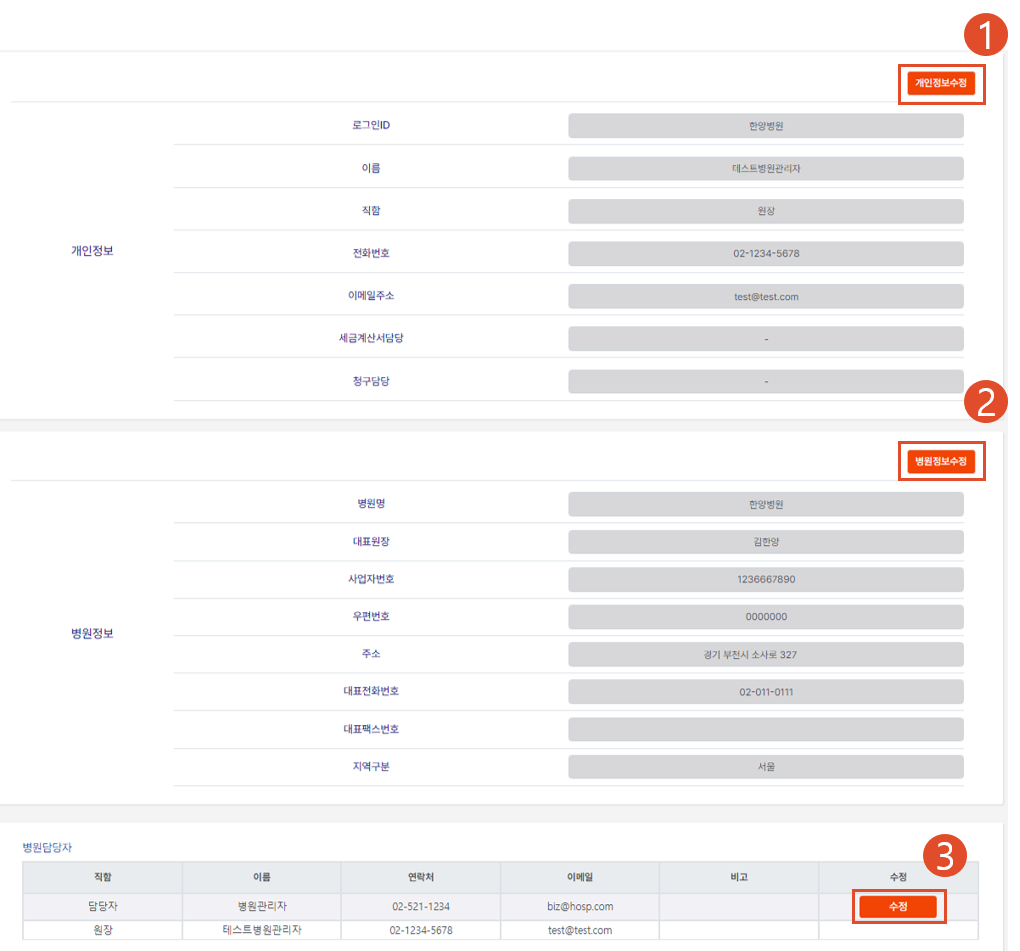 1
개인정보수정
개인정보
로그인ID 한양병원
이름 테스트병원관리자
직함 원장
전화번호 02-1234-5678
이메일주소 test@test.com
세금계산서담당 -
청구담당 -
2
병원정보수정
병원정보
병원명 한양병원
대표원장 김한양
사업자번호 1236667890
우편번호 0000000
주소 경기 부천시 소사로 327
대표전화번호 02-011-0111
대표팩스번호
지역구분 서울
병원담당자
3
직함 이름 연락처 이메일 비고 수정
담당자 병원관리자 02-521-1234 biz@hosp.com 수정
원장 테스트병원관리자 02-1234-5678 test@test.com